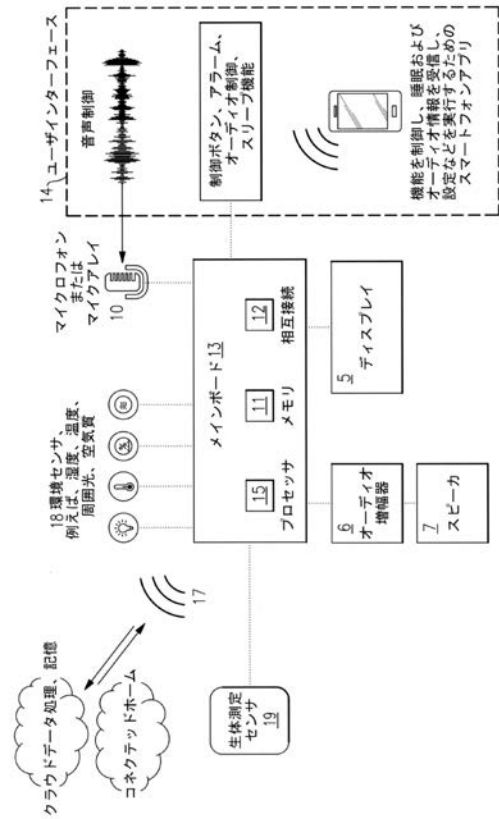 クラウドデータ処理、記憶
コネクテッドホーム
17
18 環境センサ、
例えば、湿度、温度、
周囲光、空気質
マイクロフォン
または
マイクアレイ
10
14
ユーザインターフェース
音声制御
生体測定
センサ
19
メインボード 13
15
プロセッサ
11
メモリ
12
相互接続
制御ボタン、アラーム、
オーディオ制御、
スリープ機能
6
オーディオ
増幅器
7
スピーカ
5
ディスプレイ
機能を制御し、睡眠および
オーディオ情報を受信し、
設定などを実行するための
スマートフォンアプリ